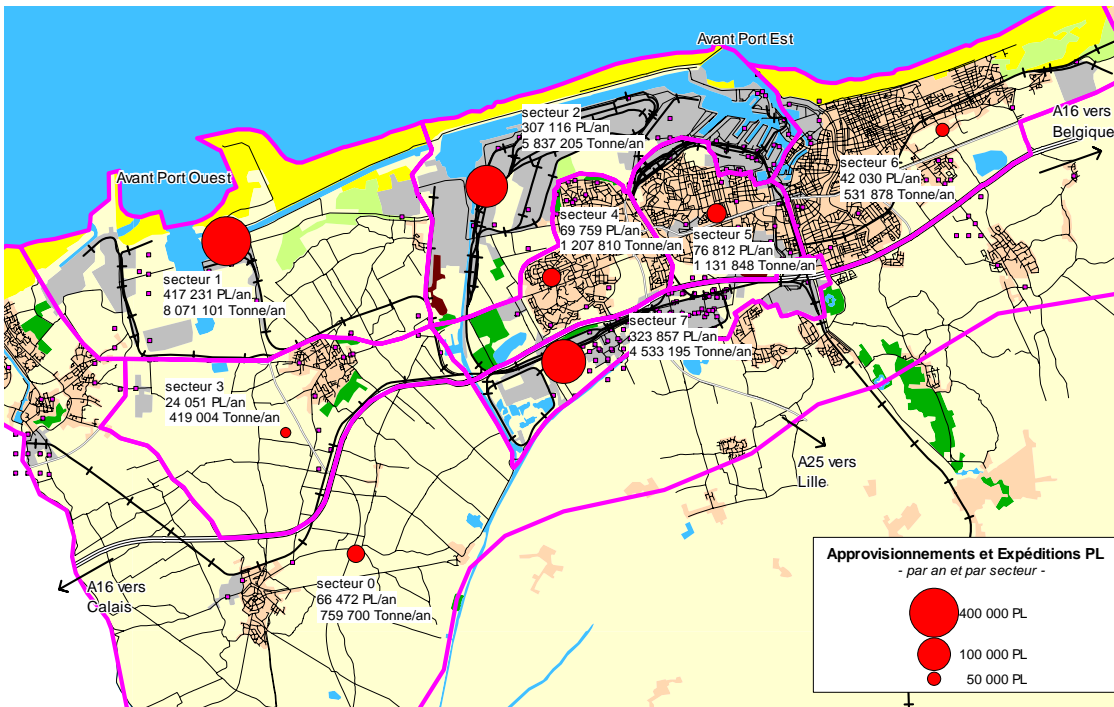 Avant Port Est
A16 vers
Belgique
secteur 2
307 116 PL/an
5 837 205 Tonne/an
secteur 6
42 030 PL/an
531 878 Tonne/an
Avant Port Ouest
secteur 4
69 759 PL/an
1 207 810 Tonne/an
secteur 5
76 812 PL/an
1 131 848 Tonne/an
secteur 1
417 231 PL/an
8 071 101 Tonne/an
secteur 7
323 857 PL/an
4 533 195 Tonne/an
secteur 3
24 051 PL/an
419 004 Tonne/an
A25 vers
Lille
A16 vers
Calais
secteur 0
66 472 PL/an
759 700 Tonne/an
Approvisionnements et Expéditions PL
- par an et par secteur -
400 000 PL
100 000 PL
50 000 PL